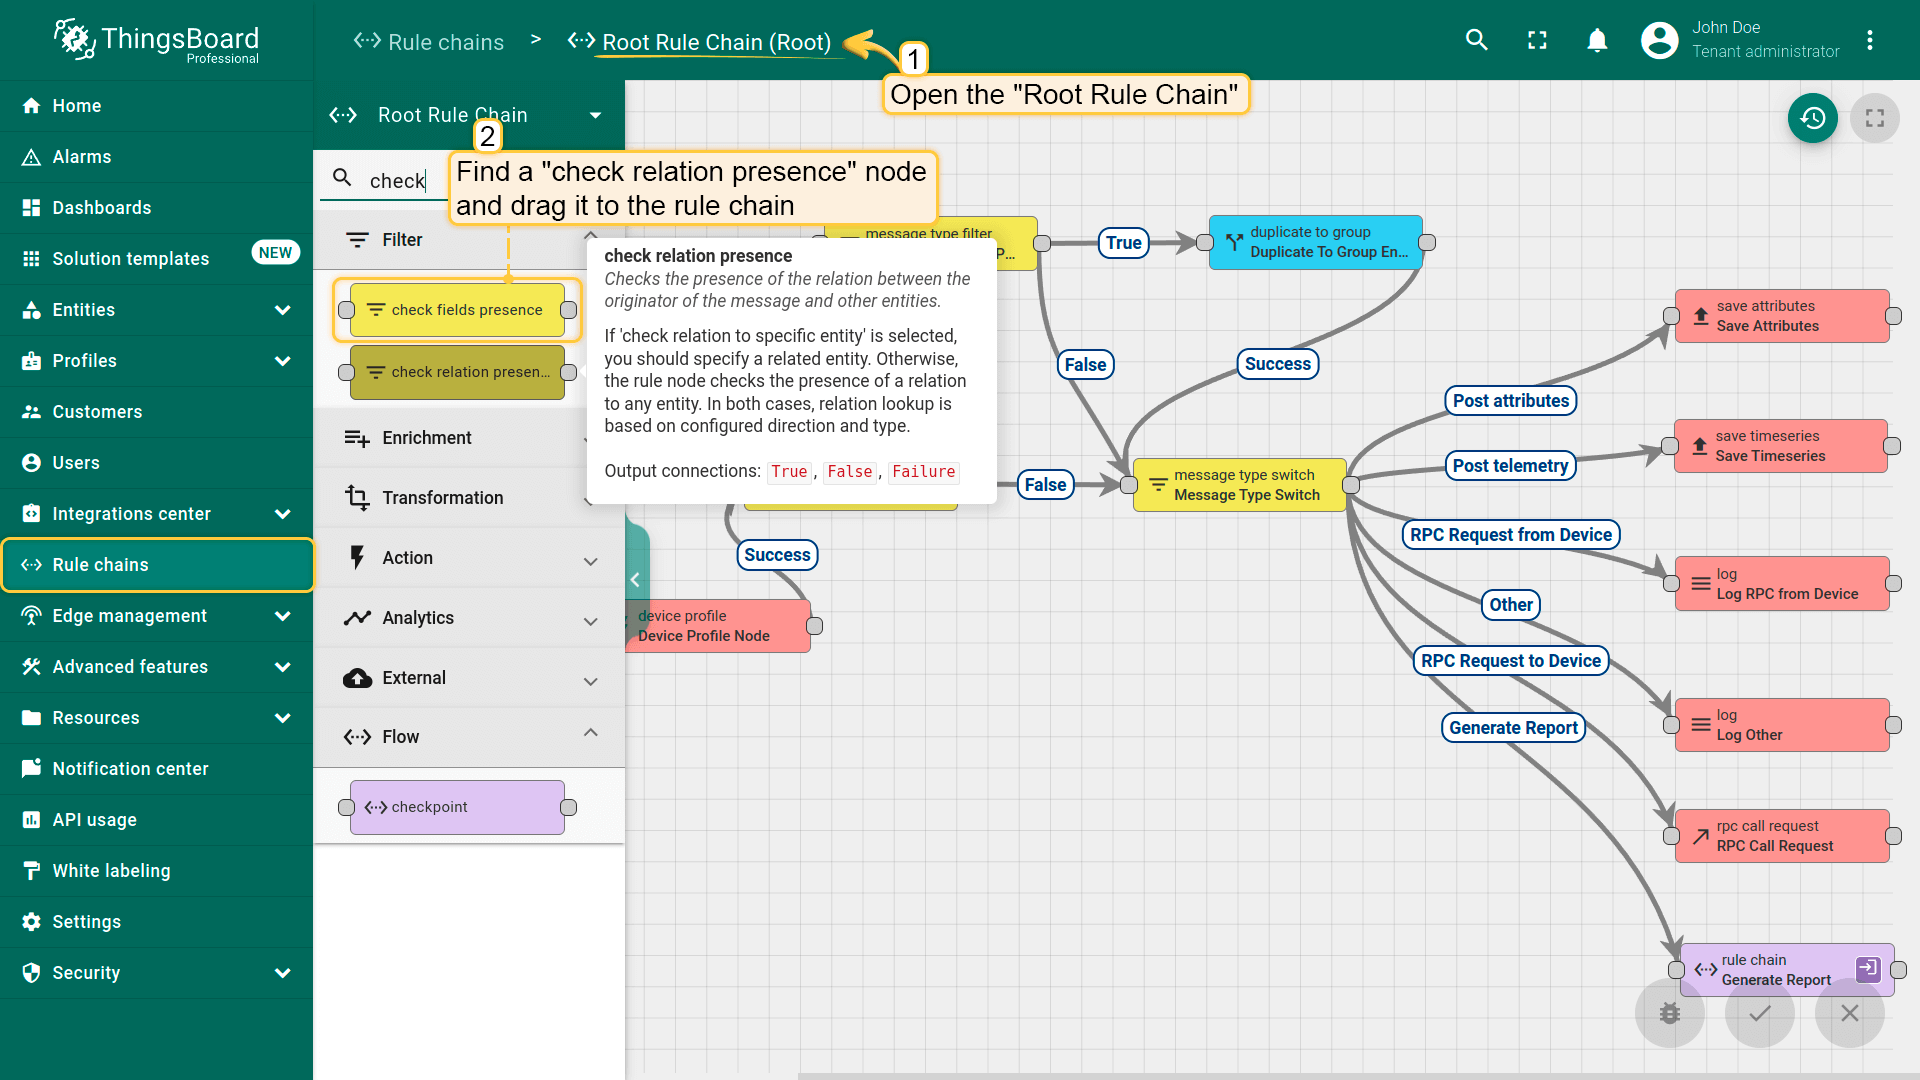 ThingsBoard
Professional
Rule chains > Root Rule Chain (Root)
1
Open the "Root Rule Chain"
John Doe
Tenant administrator
Home
Alarms
Dashboards
Solution templates NEW
Entities
Profiles
Customers
Users
Integrations center
Rule chains
Edge management
Advanced features
Resources
Notification center
API usage
White labeling
Settings
Security
Root Rule Chain
2
Find a "check relation presence" node
and drag it to the rule chain
check
Filter
check fields presence
check relation presen...
Enrichment
Transformation
Action
Analytics
External
Flow
checkpoint
check relation presence
Checks the presence of the relation between the
originator of the message and other entities.
If 'check relation to specific entity' is selected,
you should specify a related entity. Otherwise,
the rule node checks the presence of a relation
to any entity. In both cases, relation lookup is
based on configured direction and type.
Output connections: True, False, Failure
message type filter
P...
True
duplicate to group
Duplicate To Group En...
False
Success
False
message type switch
Message Type Switch
Success
device profile
Device Profile Node
Post attributes
save attributes
Save Attributes
Post telemetry
save timeseries
Save Timeseries
RPC Request from Device
log
Log RPC from Device
Other
log
Log Other
RPC Request to Device
rpc call request
RPC Call Request
Generate Report
rule chain
Generate Report